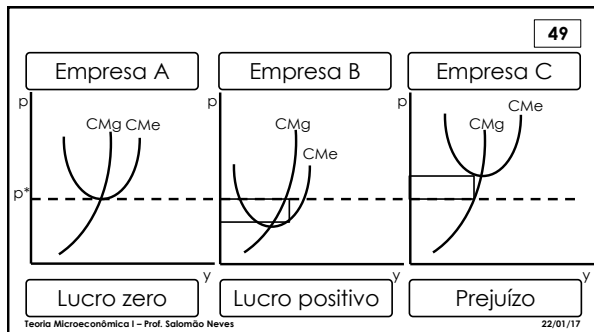 49
Empresa A
Empresa B
Empresa C
p
CMg CMe
p*
y
p
CMg
CMe
y
p
CMe
CMg
y
Lucro zero
Lucro positivo
Prejuízo
Teoria Microeconômica I – Prof. Salomão Neves
22/01/17